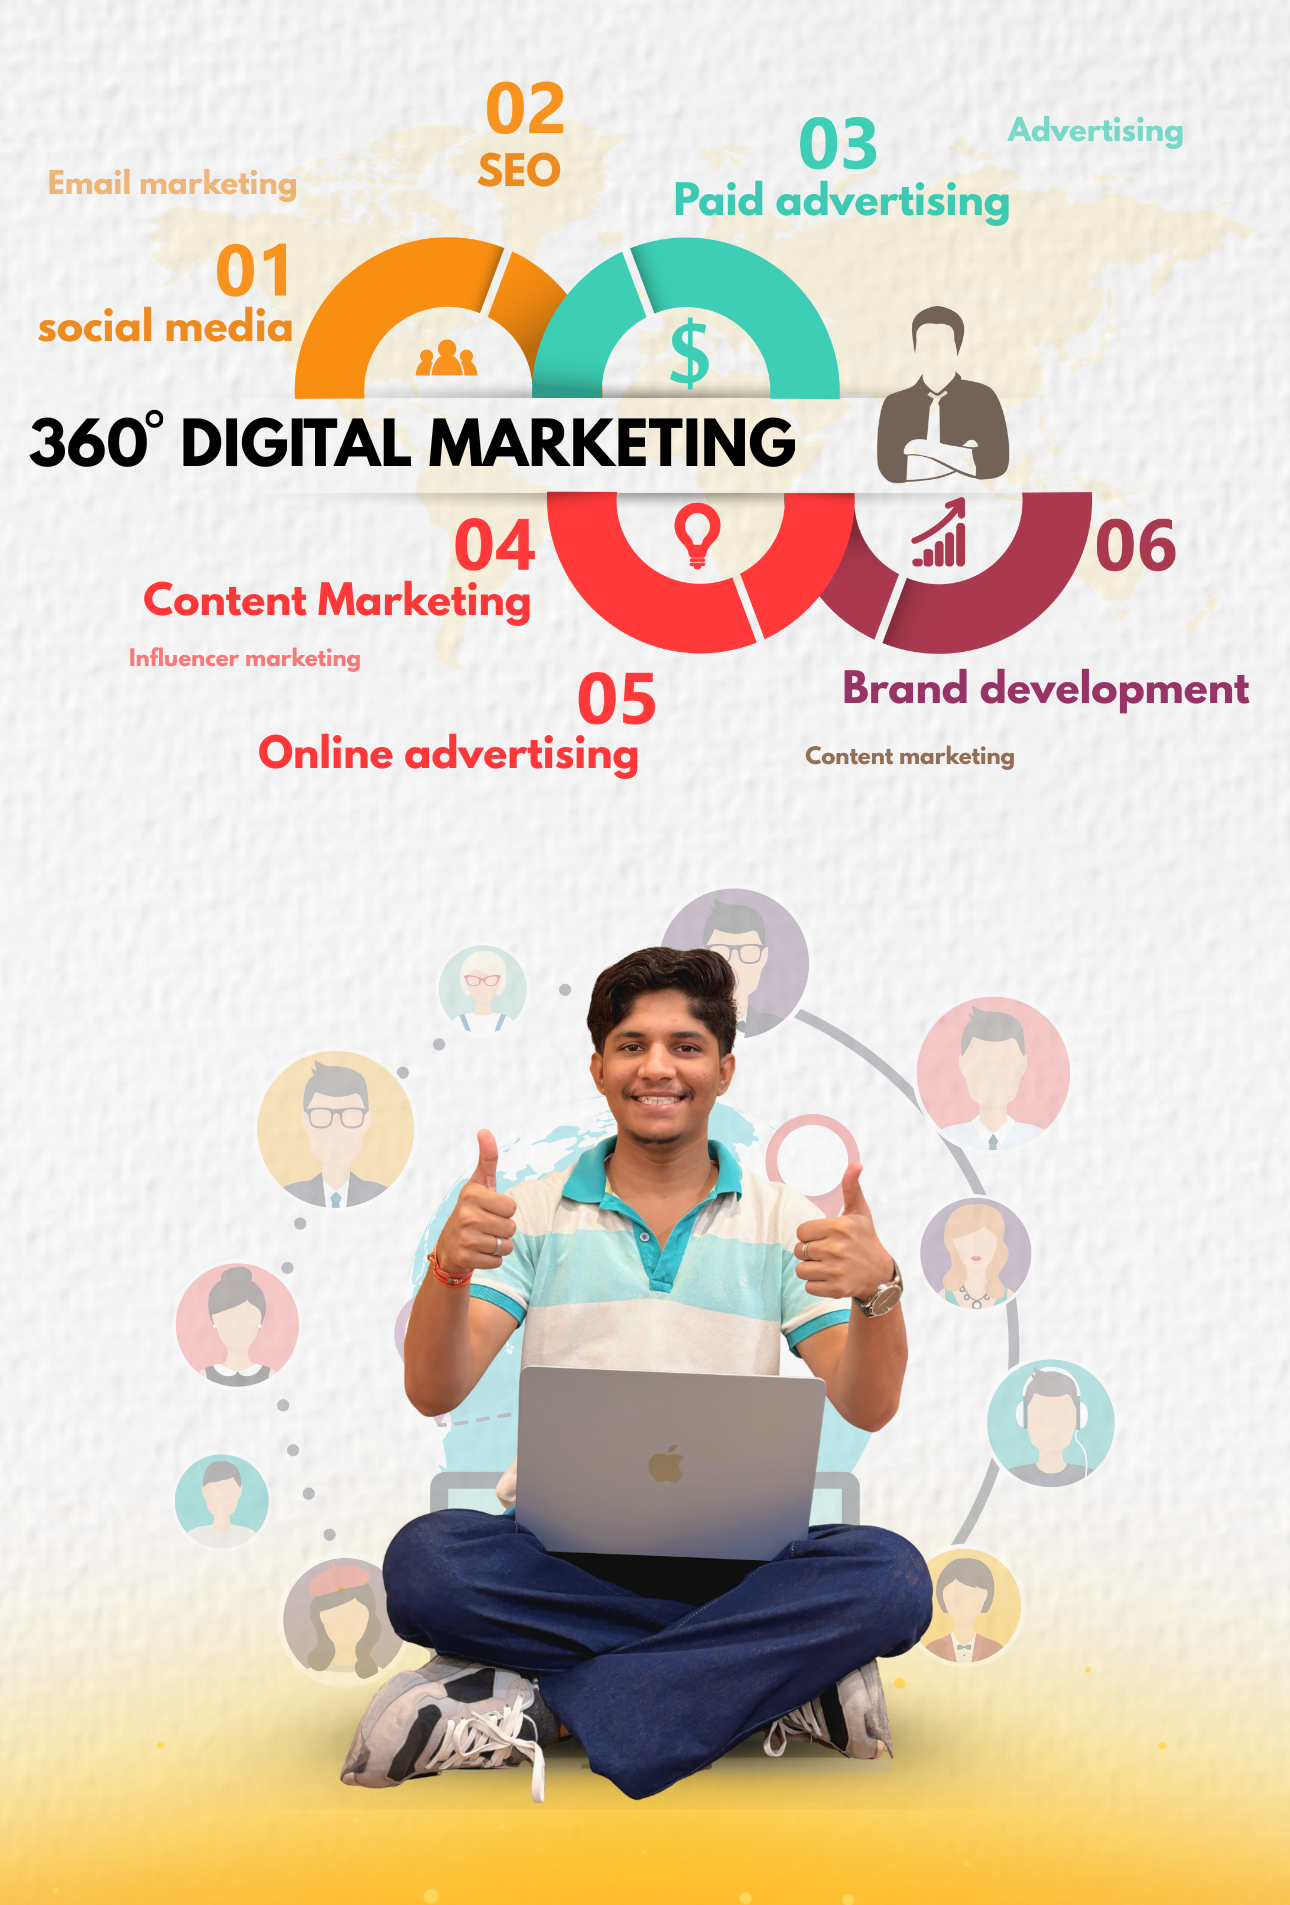 02
SEO
03
Paid advertising
Advertising
Email marketing
01
social media
$
360° DIGITAL MARKETING
04
Content Marketing
Influencer marketing
05
Online advertising
06
Brand development
Content marketing